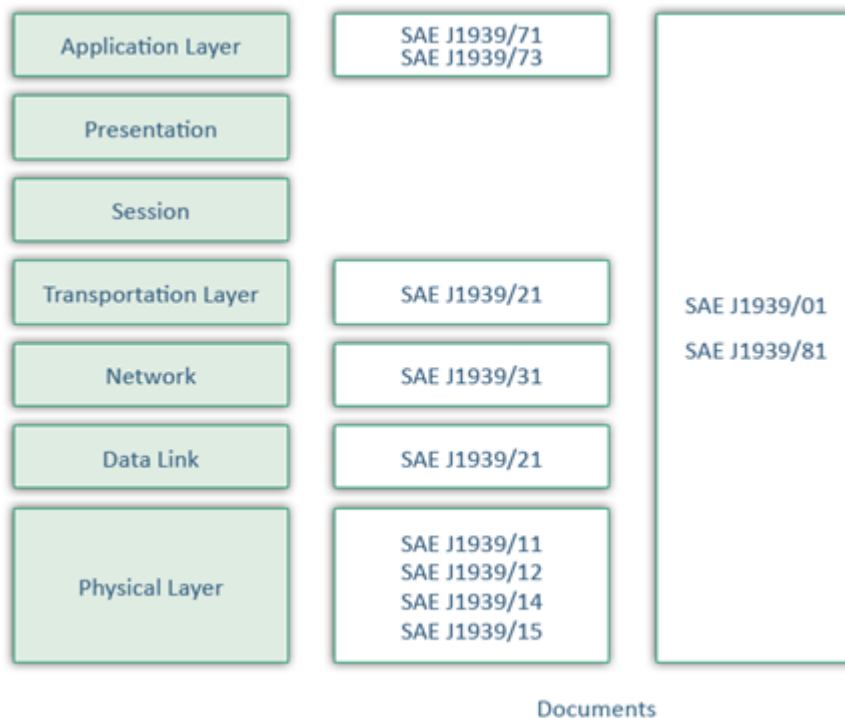 Application Layer
SAE J1939/71
SAE J1939/73
Presentation
Session
Transportation Layer
SAE J1939/21
Network
SAE J1939/31
Data Link
SAE J1939/21
Physical Layer
SAE J1939/11
SAE J1939/12
SAE J1939/14
SAE J1939/15
SAE J1939/01
SAE J1939/81
Documents